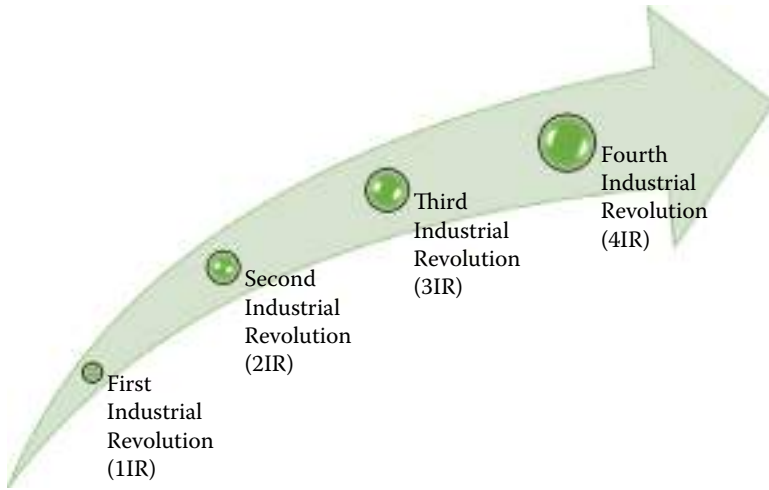 First
Industrial
Revolution
(1IR)
Second
Industrial
Revolution
(2IR)
Third
Industrial
Revolution
(3IR)
Fourth
Industrial
Revolution
(4IR)